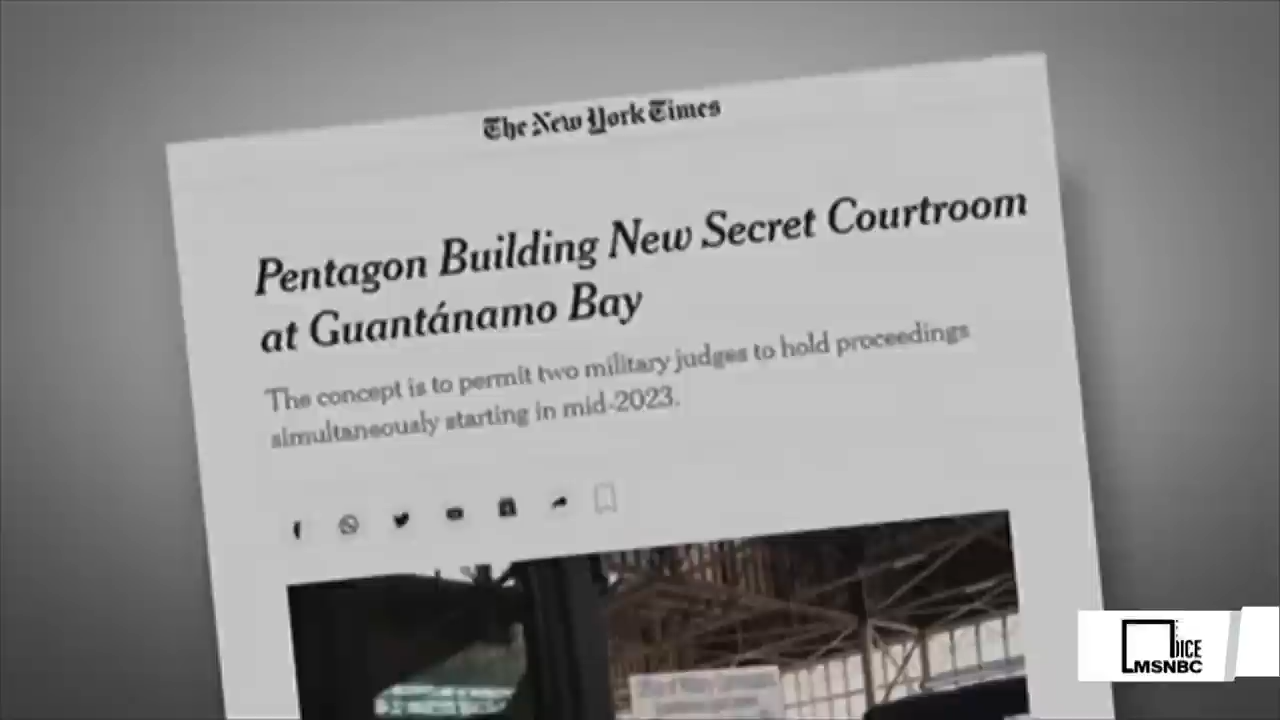 The New York Times
Pentagon Building New Secret Courtroom
at Guantánamo Bay
The concept is to permit two military judges to hold proceedings
simultaneously starting in mid-2023.
OICE
MSNBC